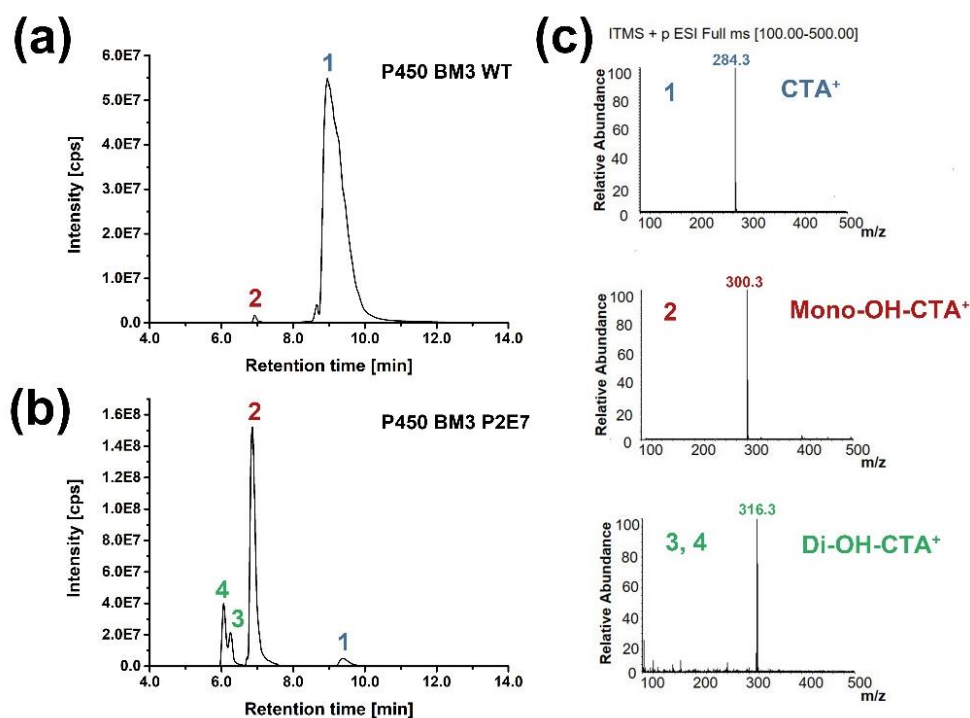 (a)
6.0E7
5.0E7
4.0E7
3.0E7
2.0E7
1.0E7
0.0
Intensity [cps]
1
2
P450 BM3 WT
4.0 6.0 8.0 10.0 12.0 14.0
Retention time [min]
(b)
1.6E8
1.4E8
1.2E8
1.0E8
8.0E7
6.0E7
4.0E7
2.0E7
0.0
Intensity [cps]
2
4
3
1
P450 BM3 P2E7
4.0 6.0 8.0 10.0 12.0 14.0
Retention time [min]
(c)
ITMS + p ESI Full ms [100.00-500.00]
284.3
100
80
60
40
20
0
Relative Abundance
1
CTA⁺
100 200 300 400 500
m/z
300.3
100
80
60
40
20
0
Relative Abundance
2
Mono-OH-CTA⁺
100 200 300 400 500
m/z
316.3
100
80
60
40
20
0
Relative Abundance
3, 4
Di-OH-CTA⁺
100 200 300 400 500
m/z